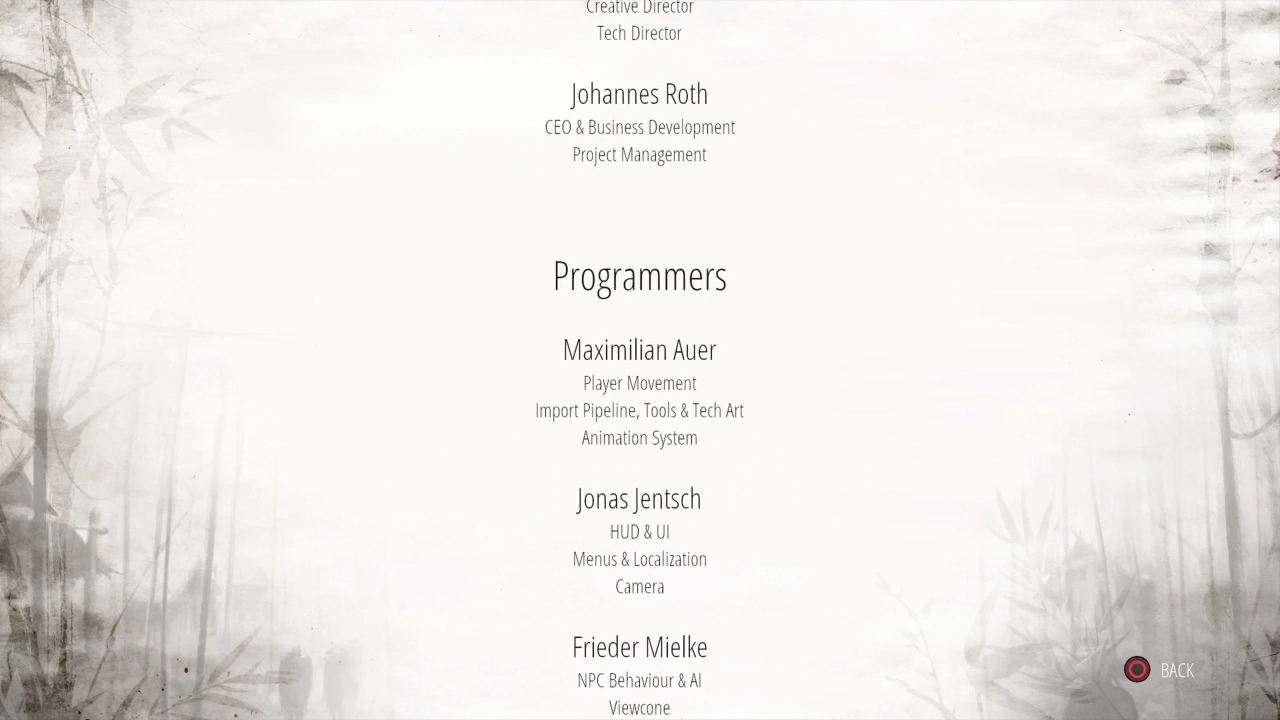 Creative Director
Tech Director
Johannes Roth
CEO & Business Development
Project Management
Programmers
Maximilian Auer
Player Movement
Import Pipeline, Tools & Tech Art
Animation System
Jonas Jentsch
HUD & UI
Menus & Localization
Camera
Frieder Mielke
NPC Behaviour & AI
Viewcone
BACK